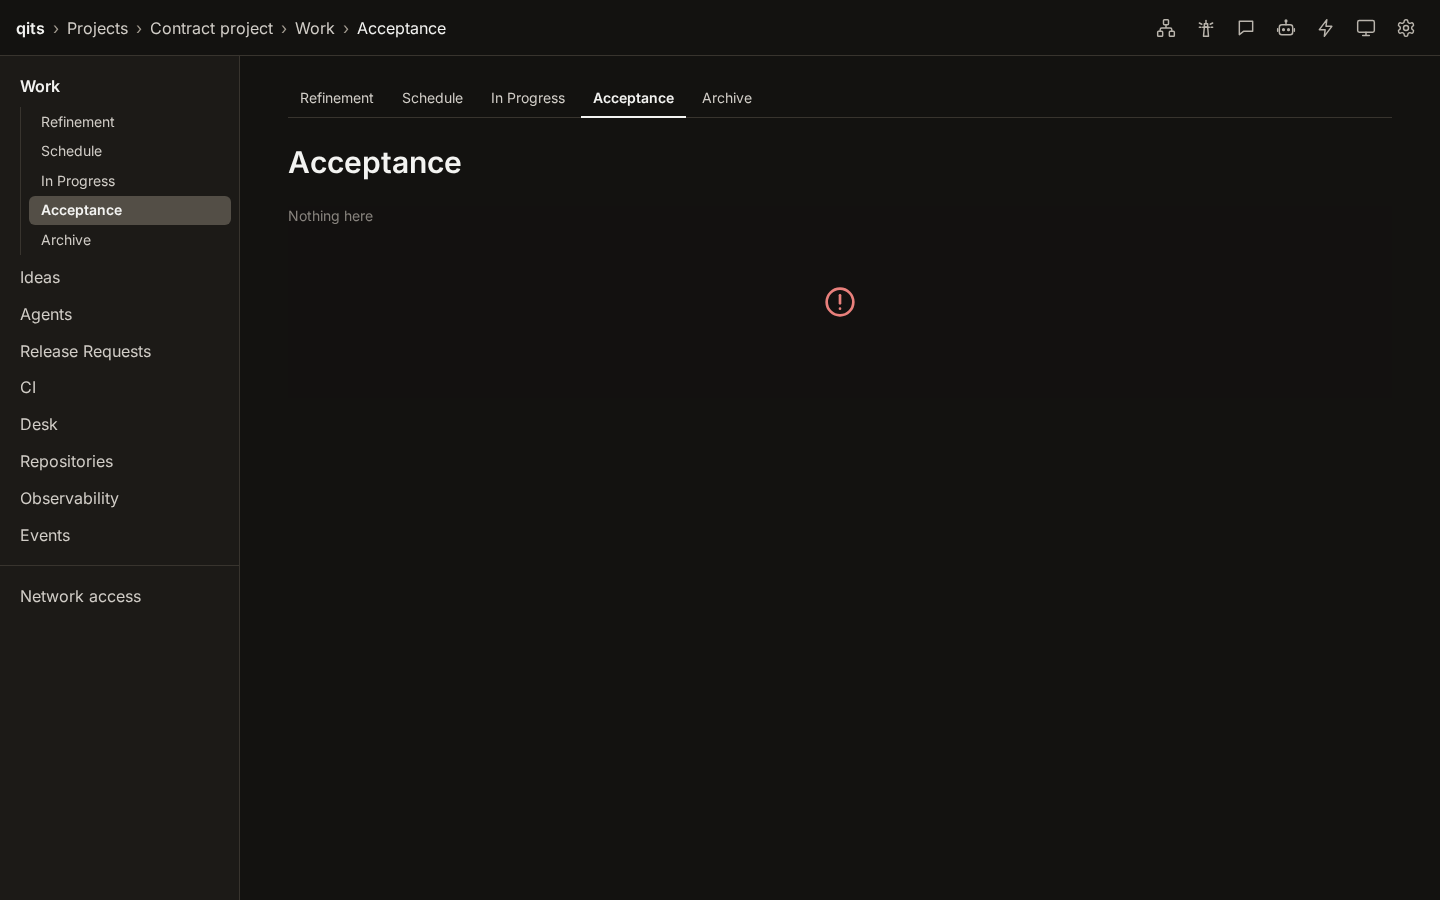 qits › Projects › Contract project › Work › Acceptance
Work
Refinement
Schedule
In Progress
Acceptance
Archive
Ideas
Agents
Release Requests
CI
Desk
Repositories
Observability
Events
Network access
Refinement Schedule In Progress Acceptance Archive
Acceptance
Nothing here